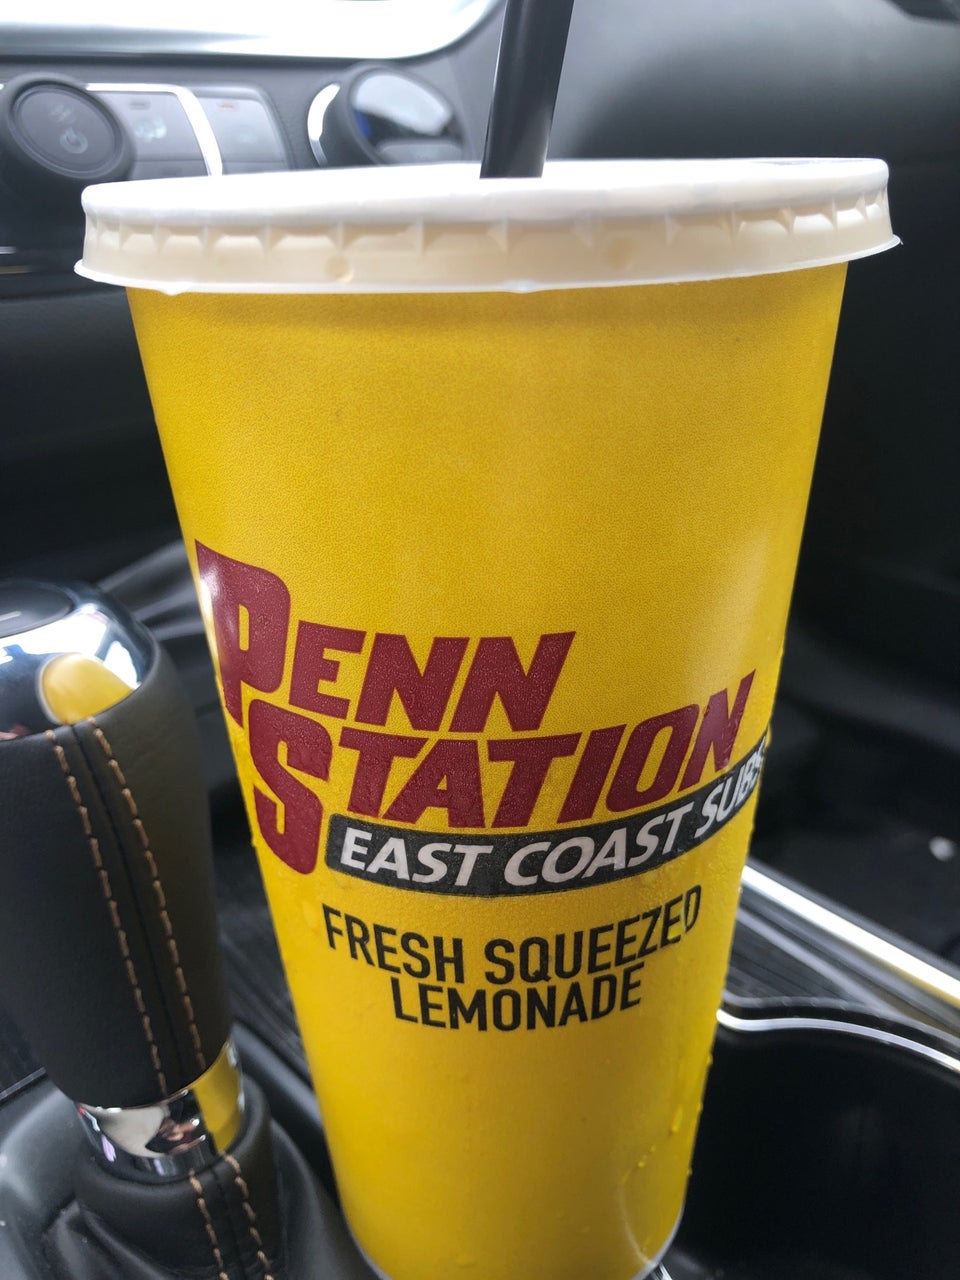 PENN
STATION
EAST COAST SUBS
FRESH SQUEEZED
LEMONADE